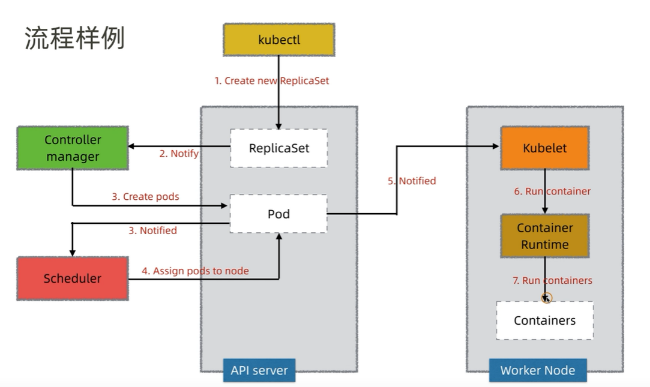 流程样例
kubectl
1. Create new ReplicaSet
Controller
manager
2. Notify
ReplicaSet
Kubelet
5. Notified
3. Create pods
6. Run container
Pod
3. Notified
Container
Runtime
Scheduler
4. Assign pods to node
7. Run containers
Containers
API server
Worker Node